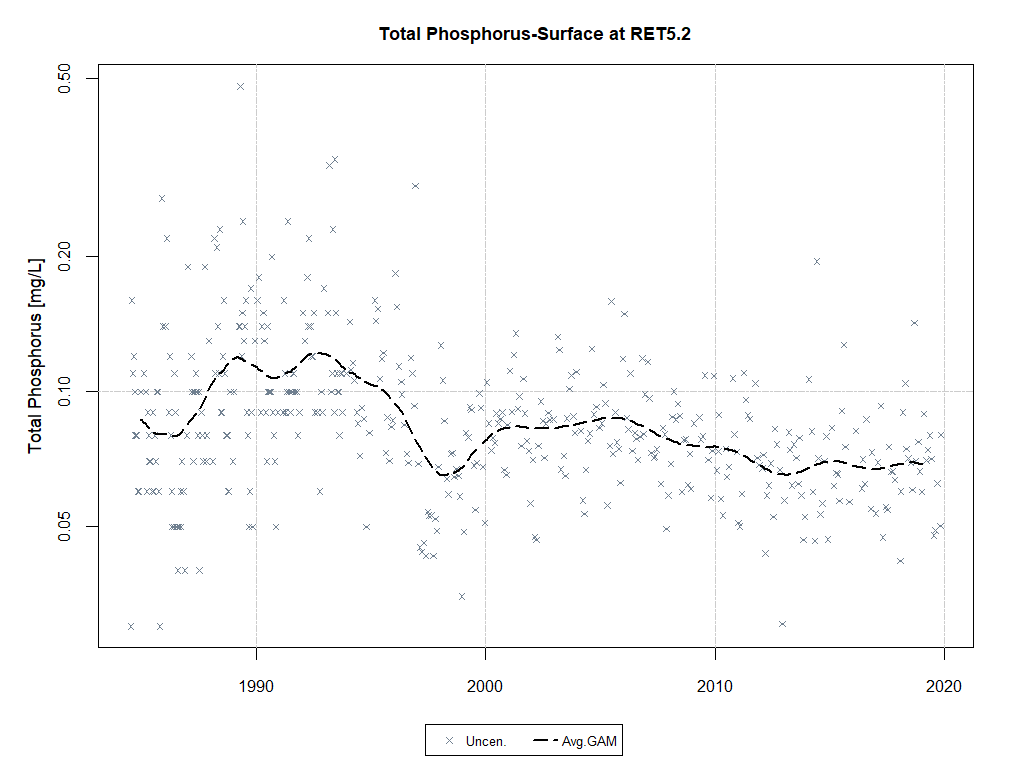 Total Phosphorus-Surface at RET5.2
Total Phosphorus [mg/L]
0.50
0.20
0.10
0.05
1990
2000
2010
2020
Uncen.
Avg.GAM